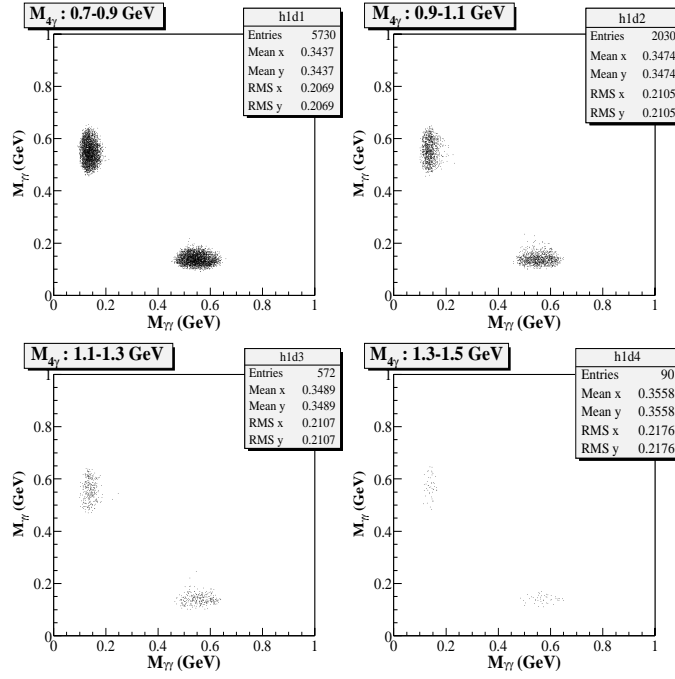 M4γ : 0.7-0.9 GeV
h1d1
Entries 5730
Mean x 0.3437
Mean y 0.3437
RMS x 0.2069
RMS y 0.2069
Mγγ (GeV)
1
0.8
0.6
0.4
0.2
0
0 0.2 0.4 0.6 0.8 1
Mγγ (GeV)
M4γ : 0.9-1.1 GeV
h1d2
Entries 2030
Mean x 0.3474
Mean y 0.3474
RMS x 0.2105
RMS y 0.2105
Mγγ (GeV)
1
0.8
0.6
0.4
0.2
0
0 0.2 0.4 0.6 0.8 1
Mγγ (GeV)
M4γ : 1.1-1.3 GeV
h1d3
Entries 572
Mean x 0.3489
Mean y 0.3489
RMS x 0.2107
RMS y 0.2107
Mγγ (GeV)
1
0.8
0.6
0.4
0.2
0
0 0.2 0.4 0.6 0.8 1
Mγγ (GeV)
M4γ : 1.3-1.5 GeV
h1d4
Entries 90
Mean x 0.3558
Mean y 0.3558
RMS x 0.2176
RMS y 0.2176
Mγγ (GeV)
1
0.8
0.6
0.4
0.2
0
0 0.2 0.4 0.6 0.8 1
Mγγ (GeV)